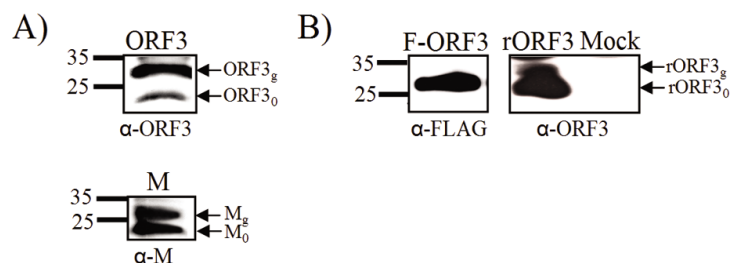 A)
ORF3
35
25
ORF3g
ORF30
α-ORF3
M
35
25
Mg
M0
α-M
B)
F-ORF3 rORF3 Mock
35
25
rORF3g
rORF30
α-FLAG α-ORF3